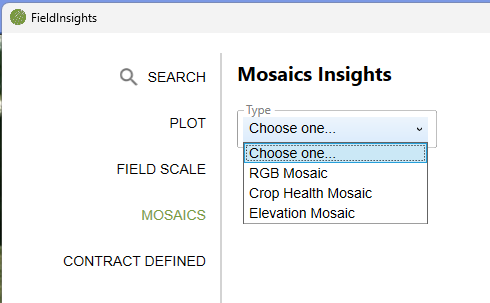 FieldInsights
SEARCH
PLOT
FIELD SCALE
MOSAICS
CONTRACT DEFINED
Mosaics Insights
Type
Choose one...
Choose one...
RGB Mosaic
Crop Health Mosaic
Elevation Mosaic